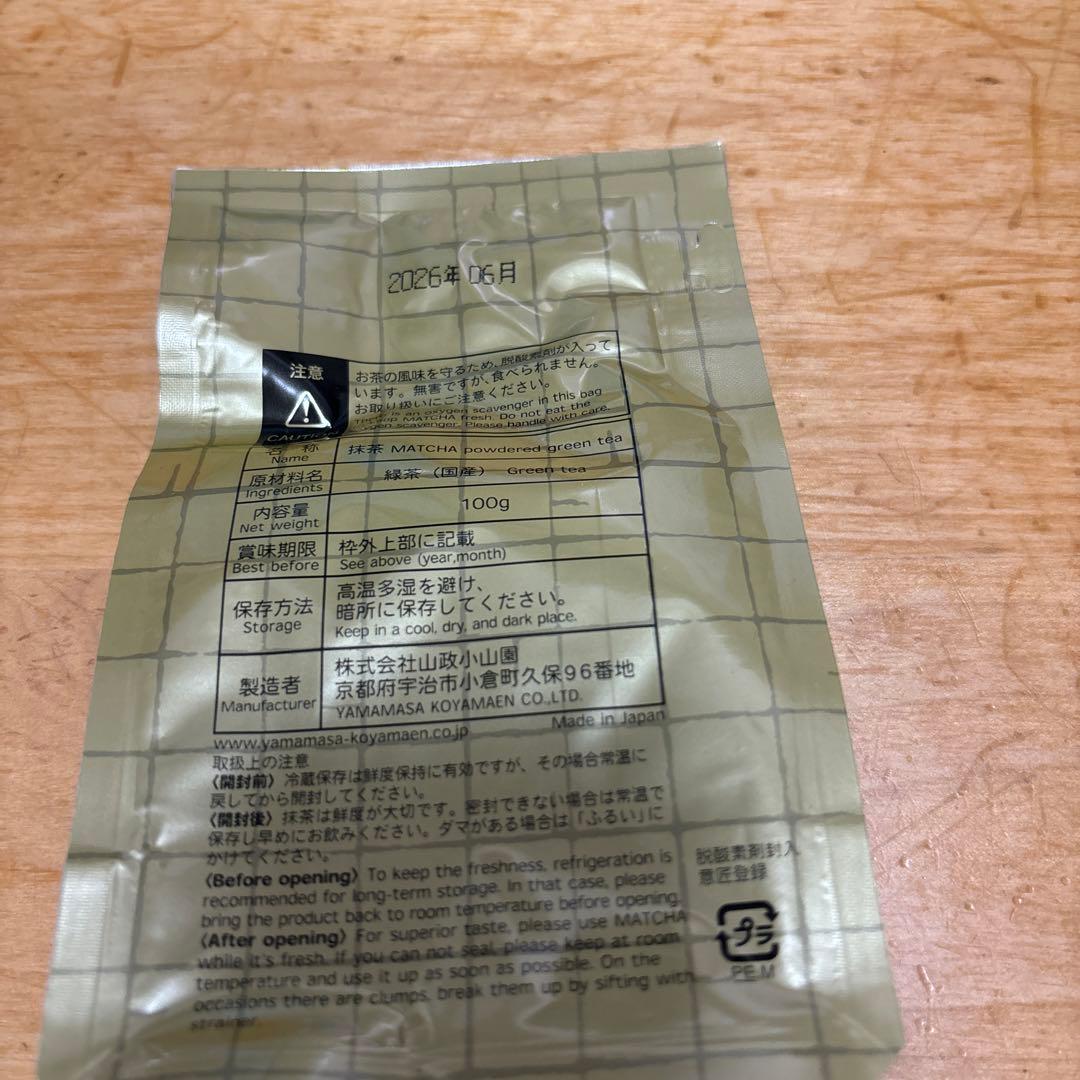 2026年 06月
注意
CAUTION
お茶の風味を守るため、脱酸素剤が入って
います。無害ですが、食べられません。
お取り扱いにご注意ください。
is an oxygen scavenger in this bag
MATCHA fresh. Do not eat the
oxygen scavenger. Please handle with care.
名 称 抹茶 MATCHA powdered green tea
Name
原材料名 緑茶（国産） Green tea
Ingredients
内容量 100g
Net weight
賞味期限 枠外上部に記載
Best before See above (year,month)
保存方法 高温多湿を避け、
Storage 暗所に保存してください。
Keep in a cool, dry, and dark place.
製造者 株式会社山政小山園
Manufacturer 京都府宇治市小倉町久保96番地
YAMAMASA KOYAMAEN CO.,LTD.
www.yamamasa-koyamaen.co.jp Made in Japan
取扱上の注意
〈開封前〉冷蔵保存は鮮度保持に有効ですが、その場合常温に
戻してから開封してください。
〈開封後〉抹茶は鮮度が大切です。密封できない場合は常温で
保存し早めにお飲みください。ダマがある場合は「ふるい」に
かけてください。
〈Before opening〉To keep the freshness, refrigeration is
recommended for long-term storage. In that case, please
bring the product back to room temperature before opening.
〈After opening〉For superior taste, please use MATCHA
while it's fresh. If you can not seal, please keep at room
temperature and use it up as soon as possible. On the
occasions there are clumps, break them up by sifting with
strainer.
脱酸素剤封入
意匠登録
プラ
PE.M